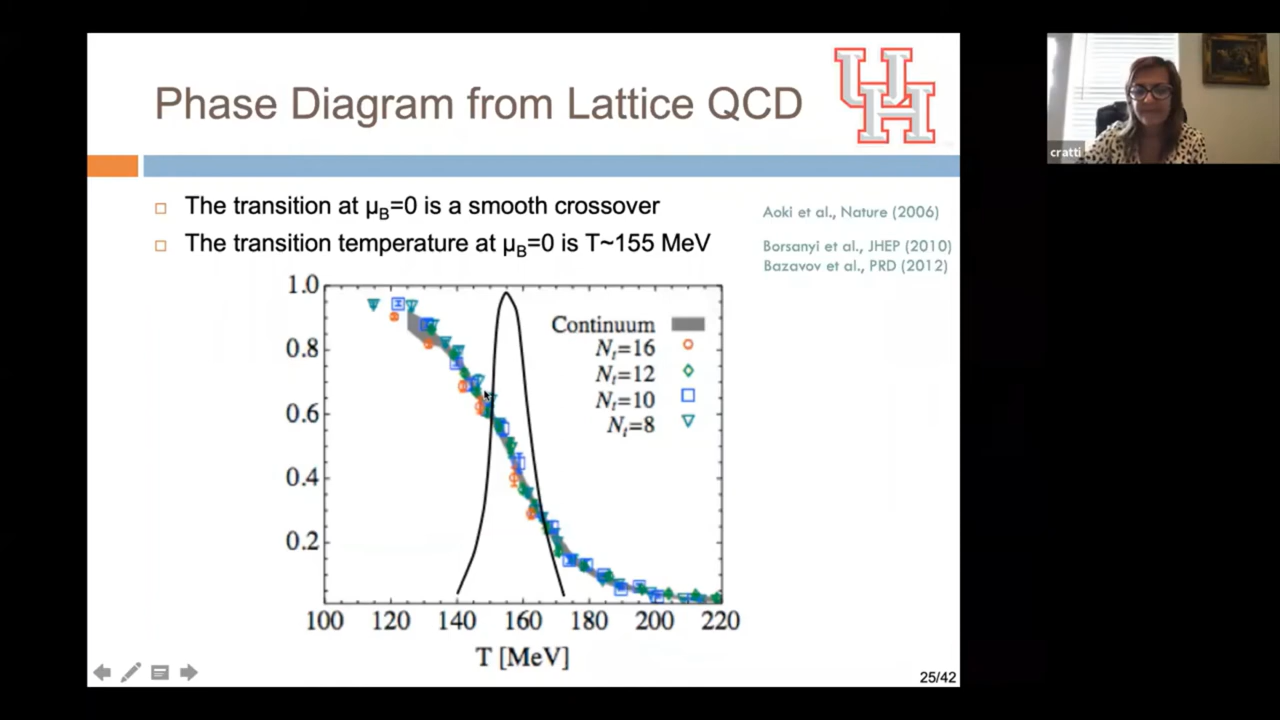 Phase Diagram from Lattice QCD
UH
The transition at μB=0 is a smooth crossover
Aoki et al., Nature (2006)
The transition temperature at μB=0 is T~155 MeV
Borsanyi et al., JHEP (2010)
Bazavov et al., PRD (2012)
1.0
0.8
0.6
0.4
0.2
Continuum
Nt=16
Nt=12
Nt=10
Nt=8
100 120 140 160 180 200 220
T [MeV]
25/42
cratti